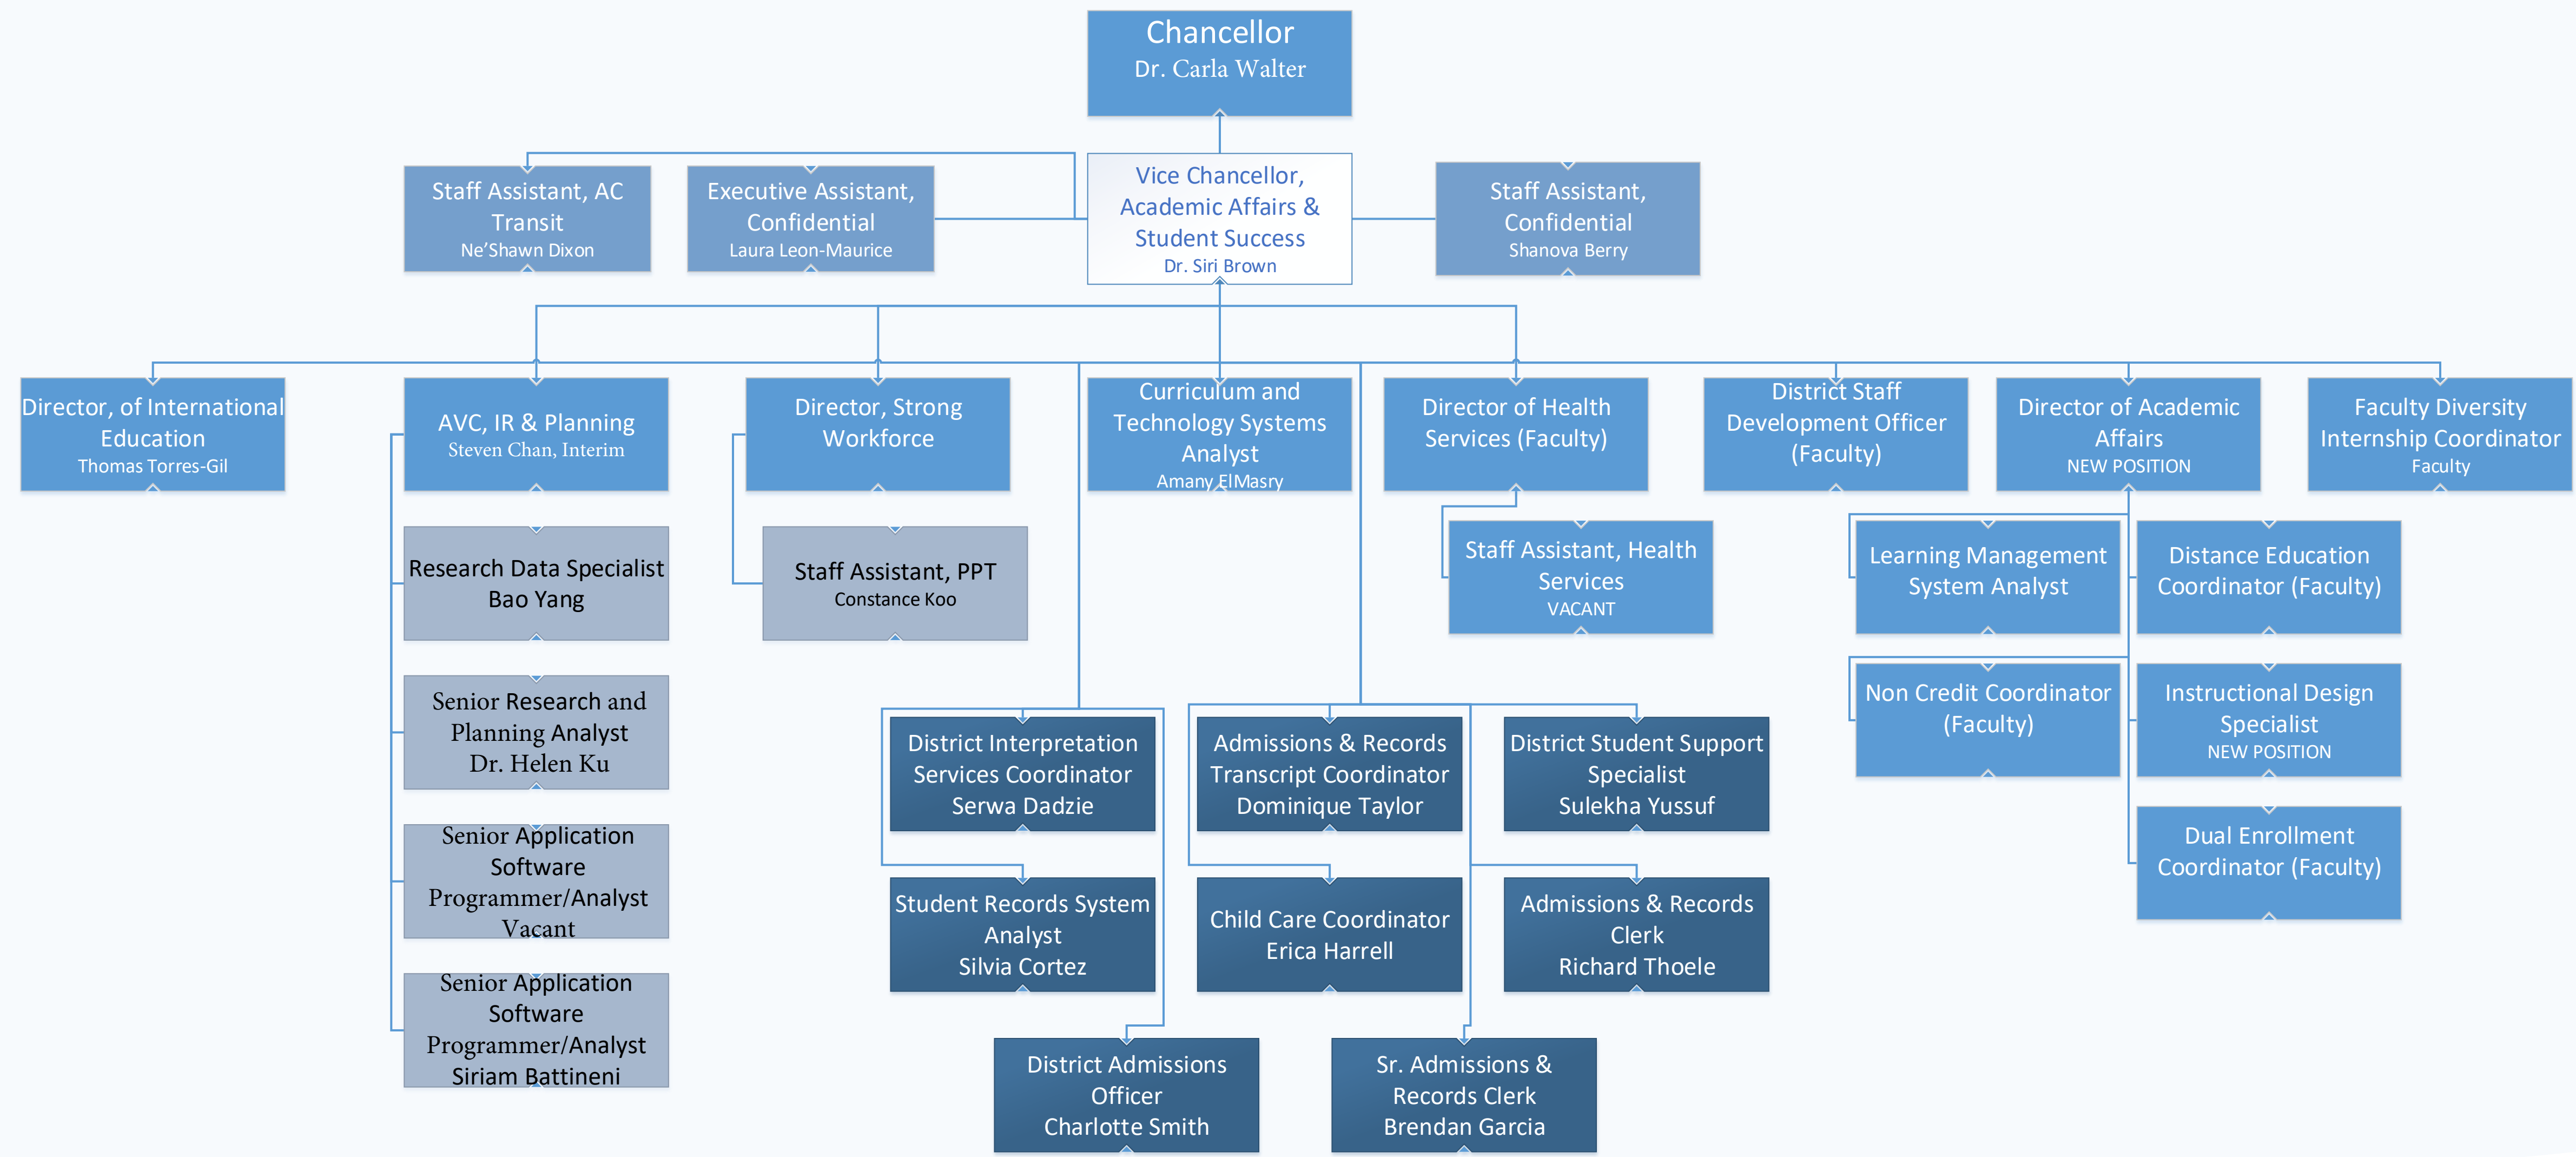 Chancellor
Dr. Carla Walter
Staff Assistant, AC
Transit
Ne’Shawn Dixon
Executive Assistant,
Confidential
Laura Leon-Maurice
Vice Chancellor,
Academic Affairs &
Student Success
Dr. Siri Brown
Staff Assistant,
Confidential
Shanova Berry
Director, of International
Education
Thomas Torres-Gil
AVC, IR & Planning
Steven Chan, Interim
Director, Strong
Workforce
Curriculum and
Technology Systems
Analyst
Amany ElMasry
Director of Health
Services (Faculty)
District Staff
Development Officer
(Faculty)
Director of Academic
Affairs
NEW POSITION
Faculty Diversity
Internship Coordinator
Faculty
Research Data Specialist
Bao Yang
Staff Assistant, PPT
Constance Koo
Staff Assistant, Health
Services
VACANT
Learning Management
System Analyst
Distance Education
Coordinator (Faculty)
Senior Research and
Planning Analyst
Dr. Helen Ku
Non Credit Coordinator
(Faculty)
Instructional Design
Specialist
NEW POSITION
District Interpretation
Services Coordinator
Serwa Dadzie
Admissions & Records
Transcript Coordinator
Dominique Taylor
District Student Support
Specialist
Sulekha Yussuf
Senior Application
Software
Programmer/Analyst
Vacant
Dual Enrollment
Coordinator (Faculty)
Student Records System
Analyst
Silvia Cortez
Child Care Coordinator
Erica Harrell
Admissions & Records
Clerk
Richard Thoele
Senior Application
Software
Programmer/Analyst
Siriam Battineni
District Admissions
Officer
Charlotte Smith
Sr. Admissions &
Records Clerk
Brendan Garcia